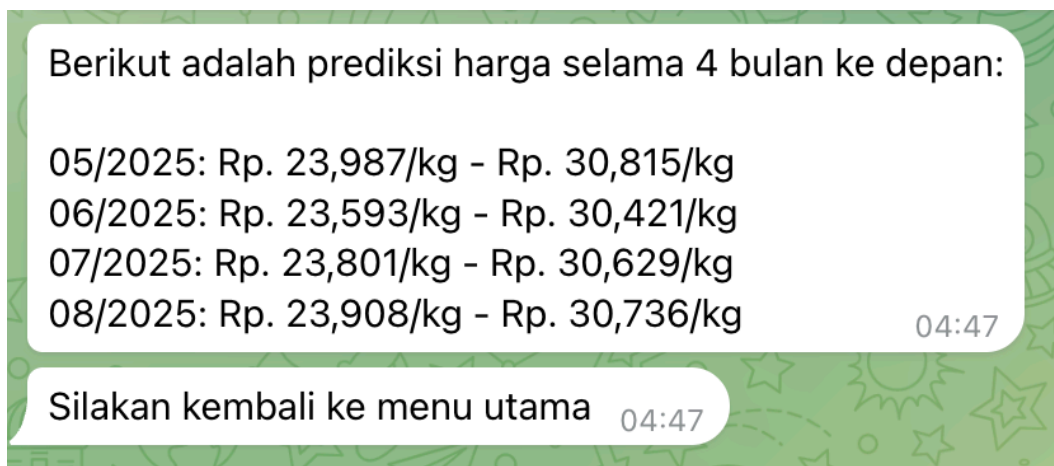 Berikut adalah prediksi harga selama 4 bulan ke depan:
05/2025: Rp. 23,987/kg - Rp. 30,815/kg
06/2025: Rp. 23,593/kg - Rp. 30,421/kg
07/2025: Rp. 23,801/kg - Rp. 30,629/kg
08/2025: Rp. 23,908/kg - Rp. 30,736/kg
04:47
Silakan kembali ke menu utama 04:47